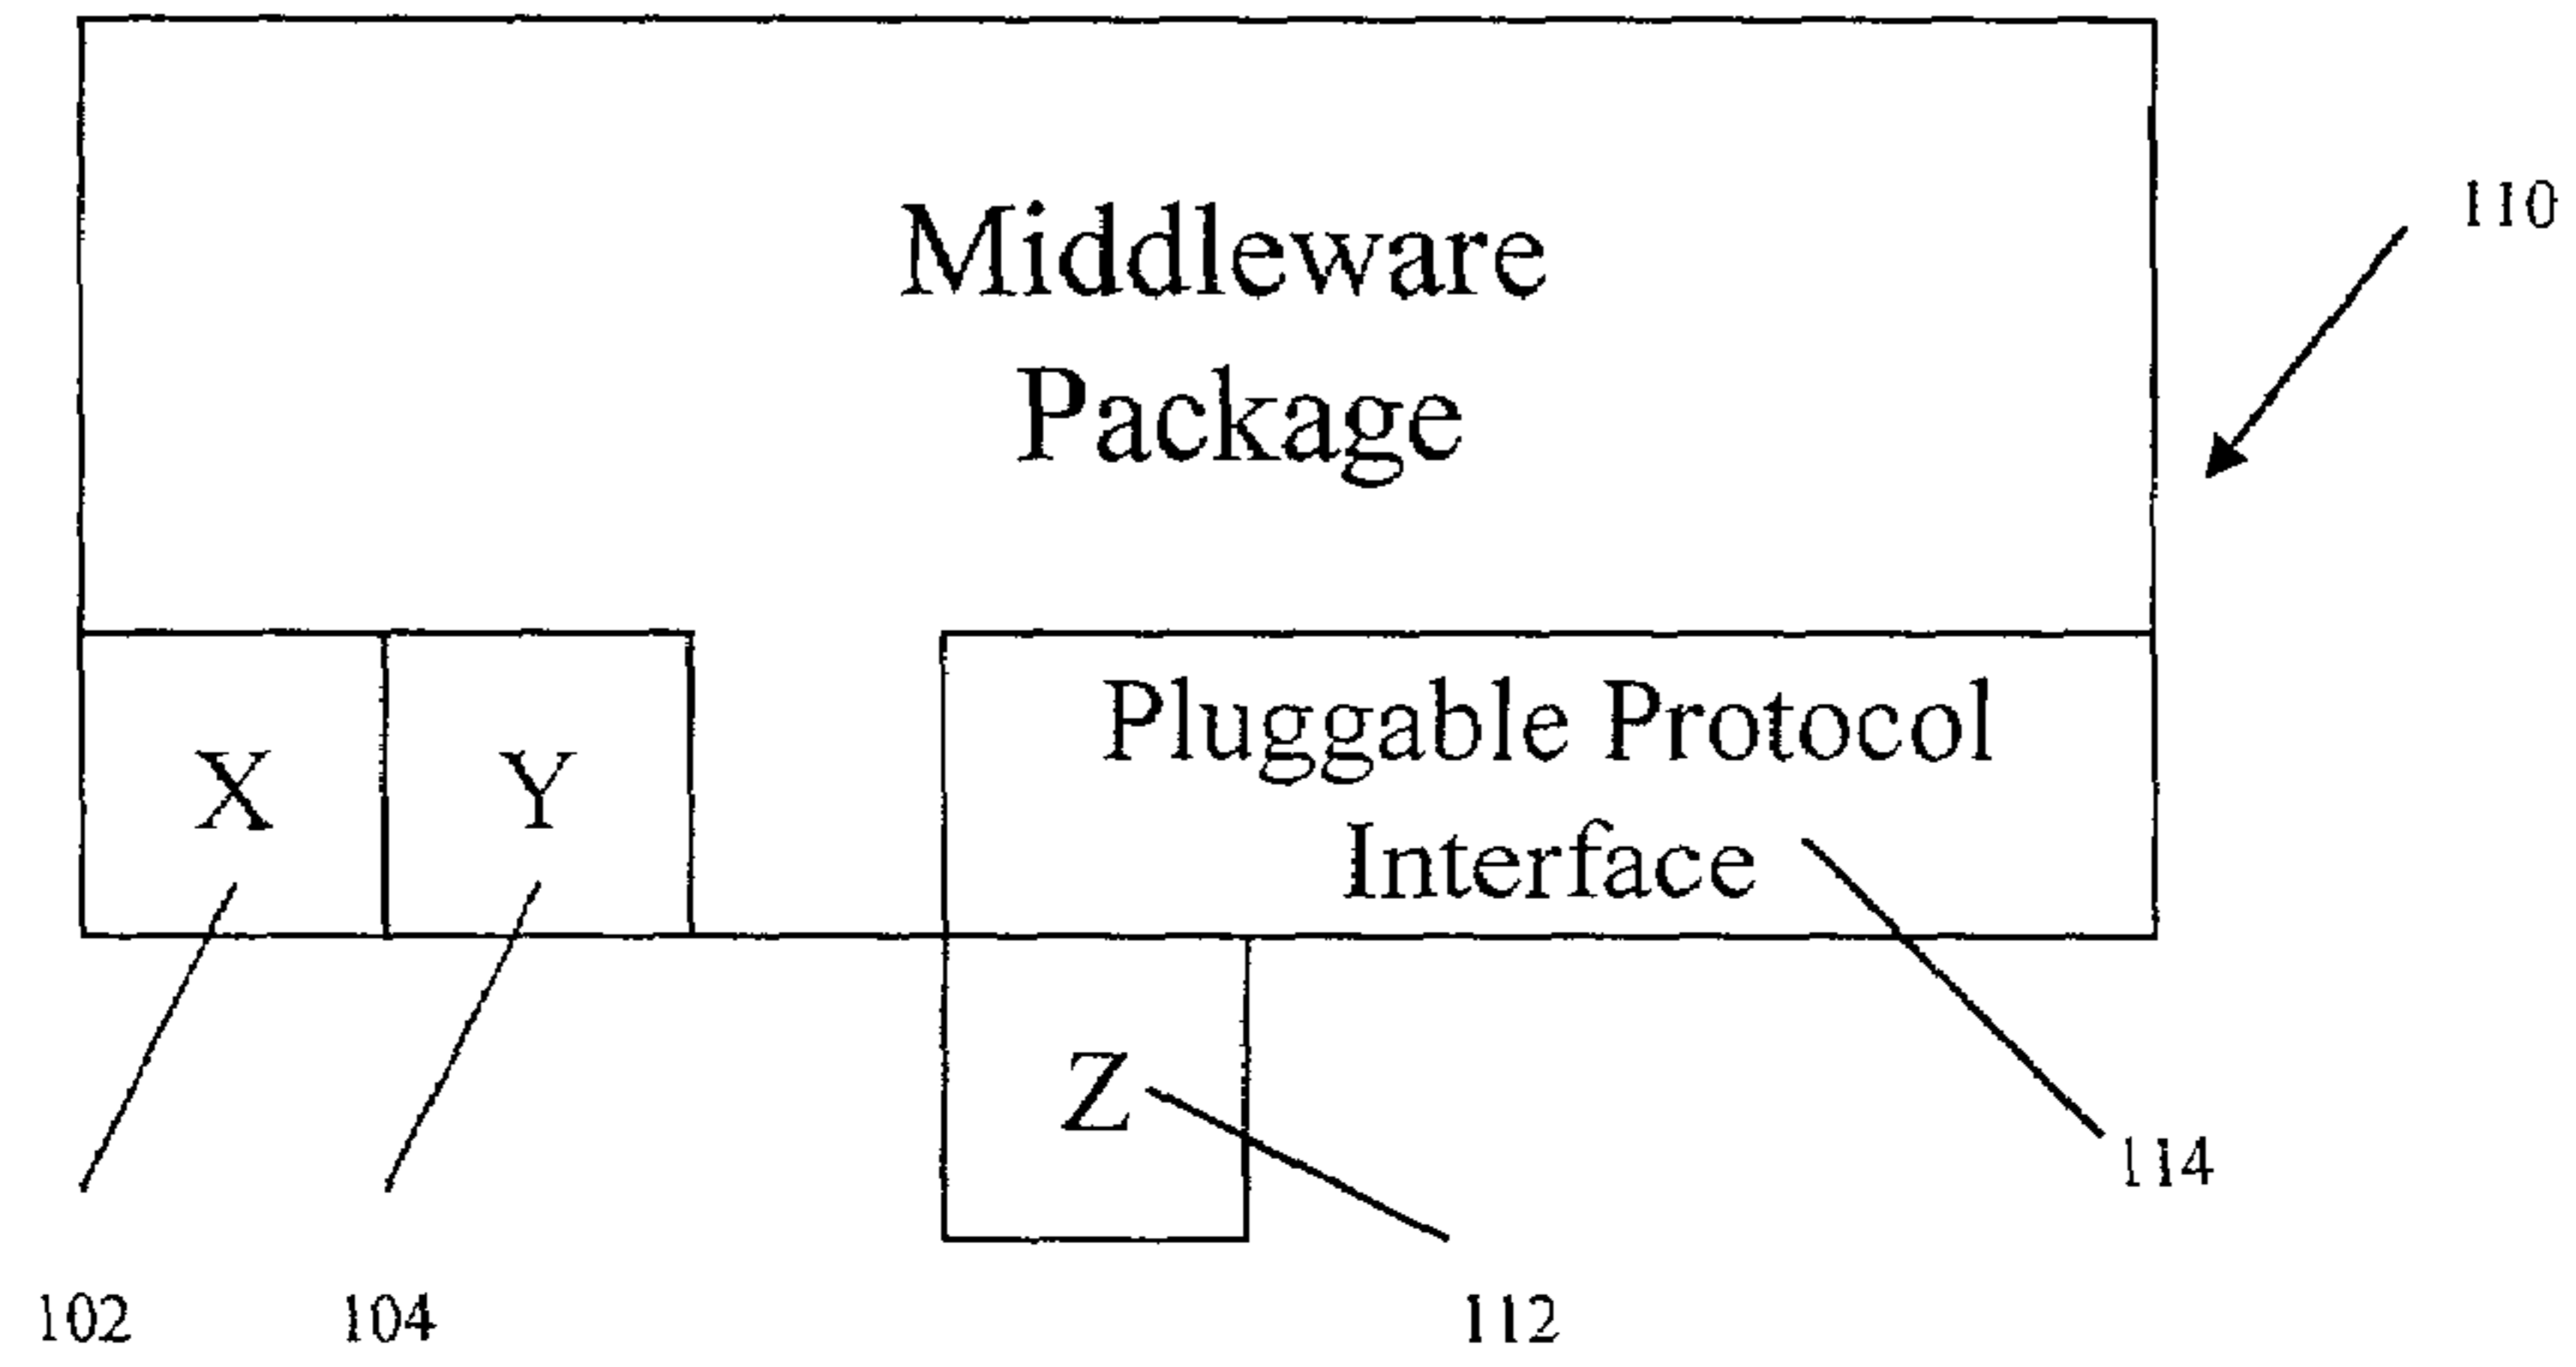 Middleware
Package
110
X
Y
Pluggable Protocol
Interface
Z
114
102
104
112